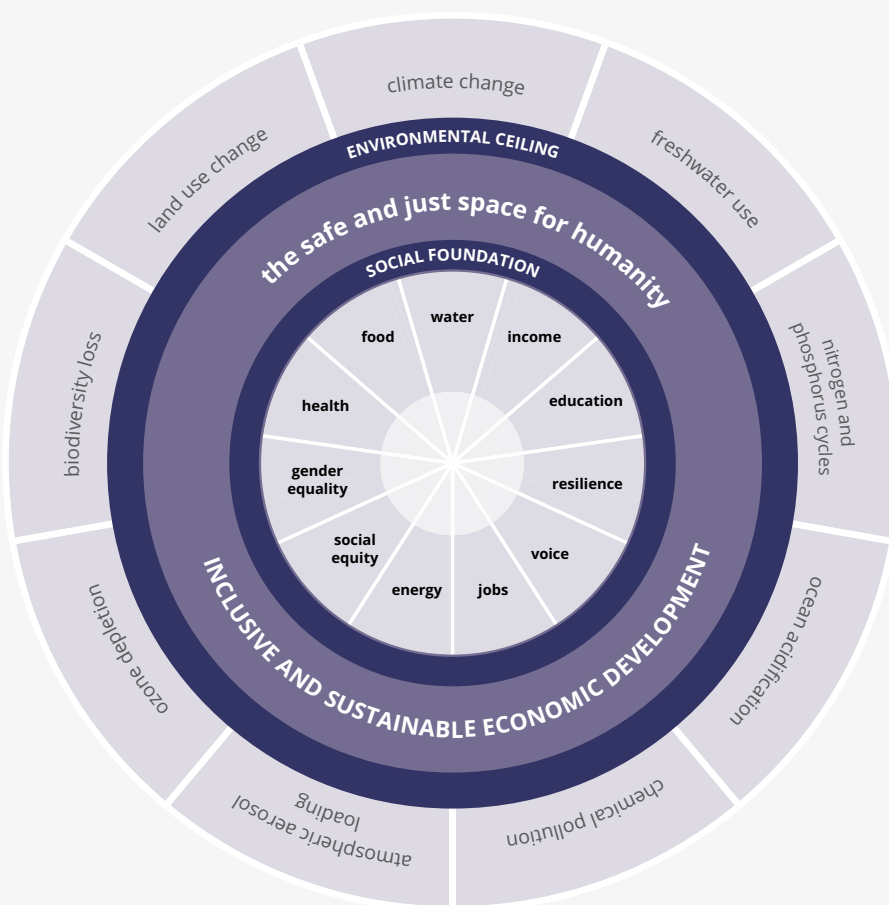 climate change
freshwater use
nitrogen and
phosphorus cycles
ocean acidification
chemical pollution
atmospheric aerosol
loading
ozone depletion
biodiversity loss
land use change
ENVIRONMENTAL CEILING
the safe and just space for humanity
SOCIAL FOUNDATION
water
income
education
resilience
voice
jobs
energy
social
equity
gender
equality
health
food
INCLUSIVE AND SUSTAINABLE ECONOMIC DEVELOPMENT